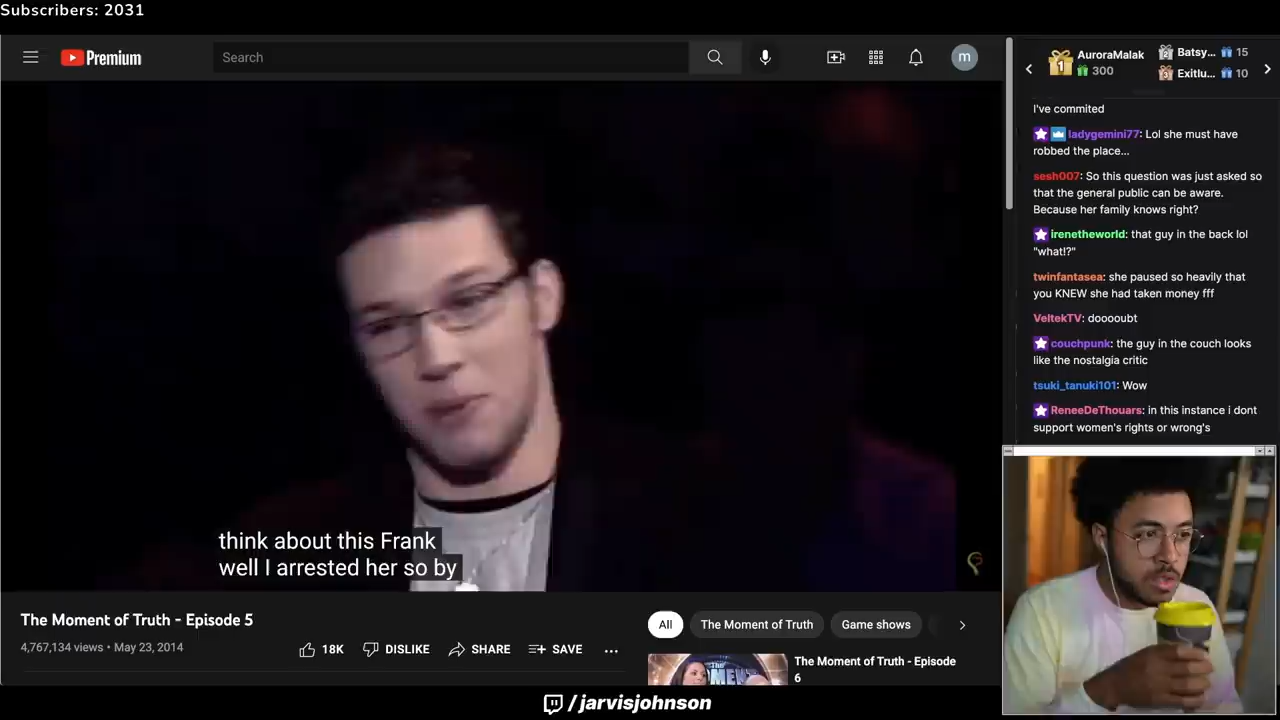 Subscribers: 2031
Premium
Search
m
think about this Frank
well I arrested her so by
The Moment of Truth - Episode 5
4,767,134 views • May 23, 2014
18K
DISLIKE
SHARE
SAVE
All
The Moment of Truth
Game shows
The Moment of Truth - Episode
6
1
AuroraMalak
300
2
Batsy... 15
3
Exitlu... 10
I've commited
ladygemini77: Lol she must have
robbed the place...
sesh007: So this question was just asked so
that the general public can be aware.
Because her family knows right?
irenetheworld: that guy in the back lol
"what!?"
twinfantasea: she paused so heavily that
you KNEW she had taken money fff
VeltekTV: dooooubt
couchpunk: the guy in the couch looks
like the nostalgia critic
tsuki_tanuki101: Wow
ReneeDeThouars: in this instance i dont
support women's rights or wrong's
/jarvisjohnson